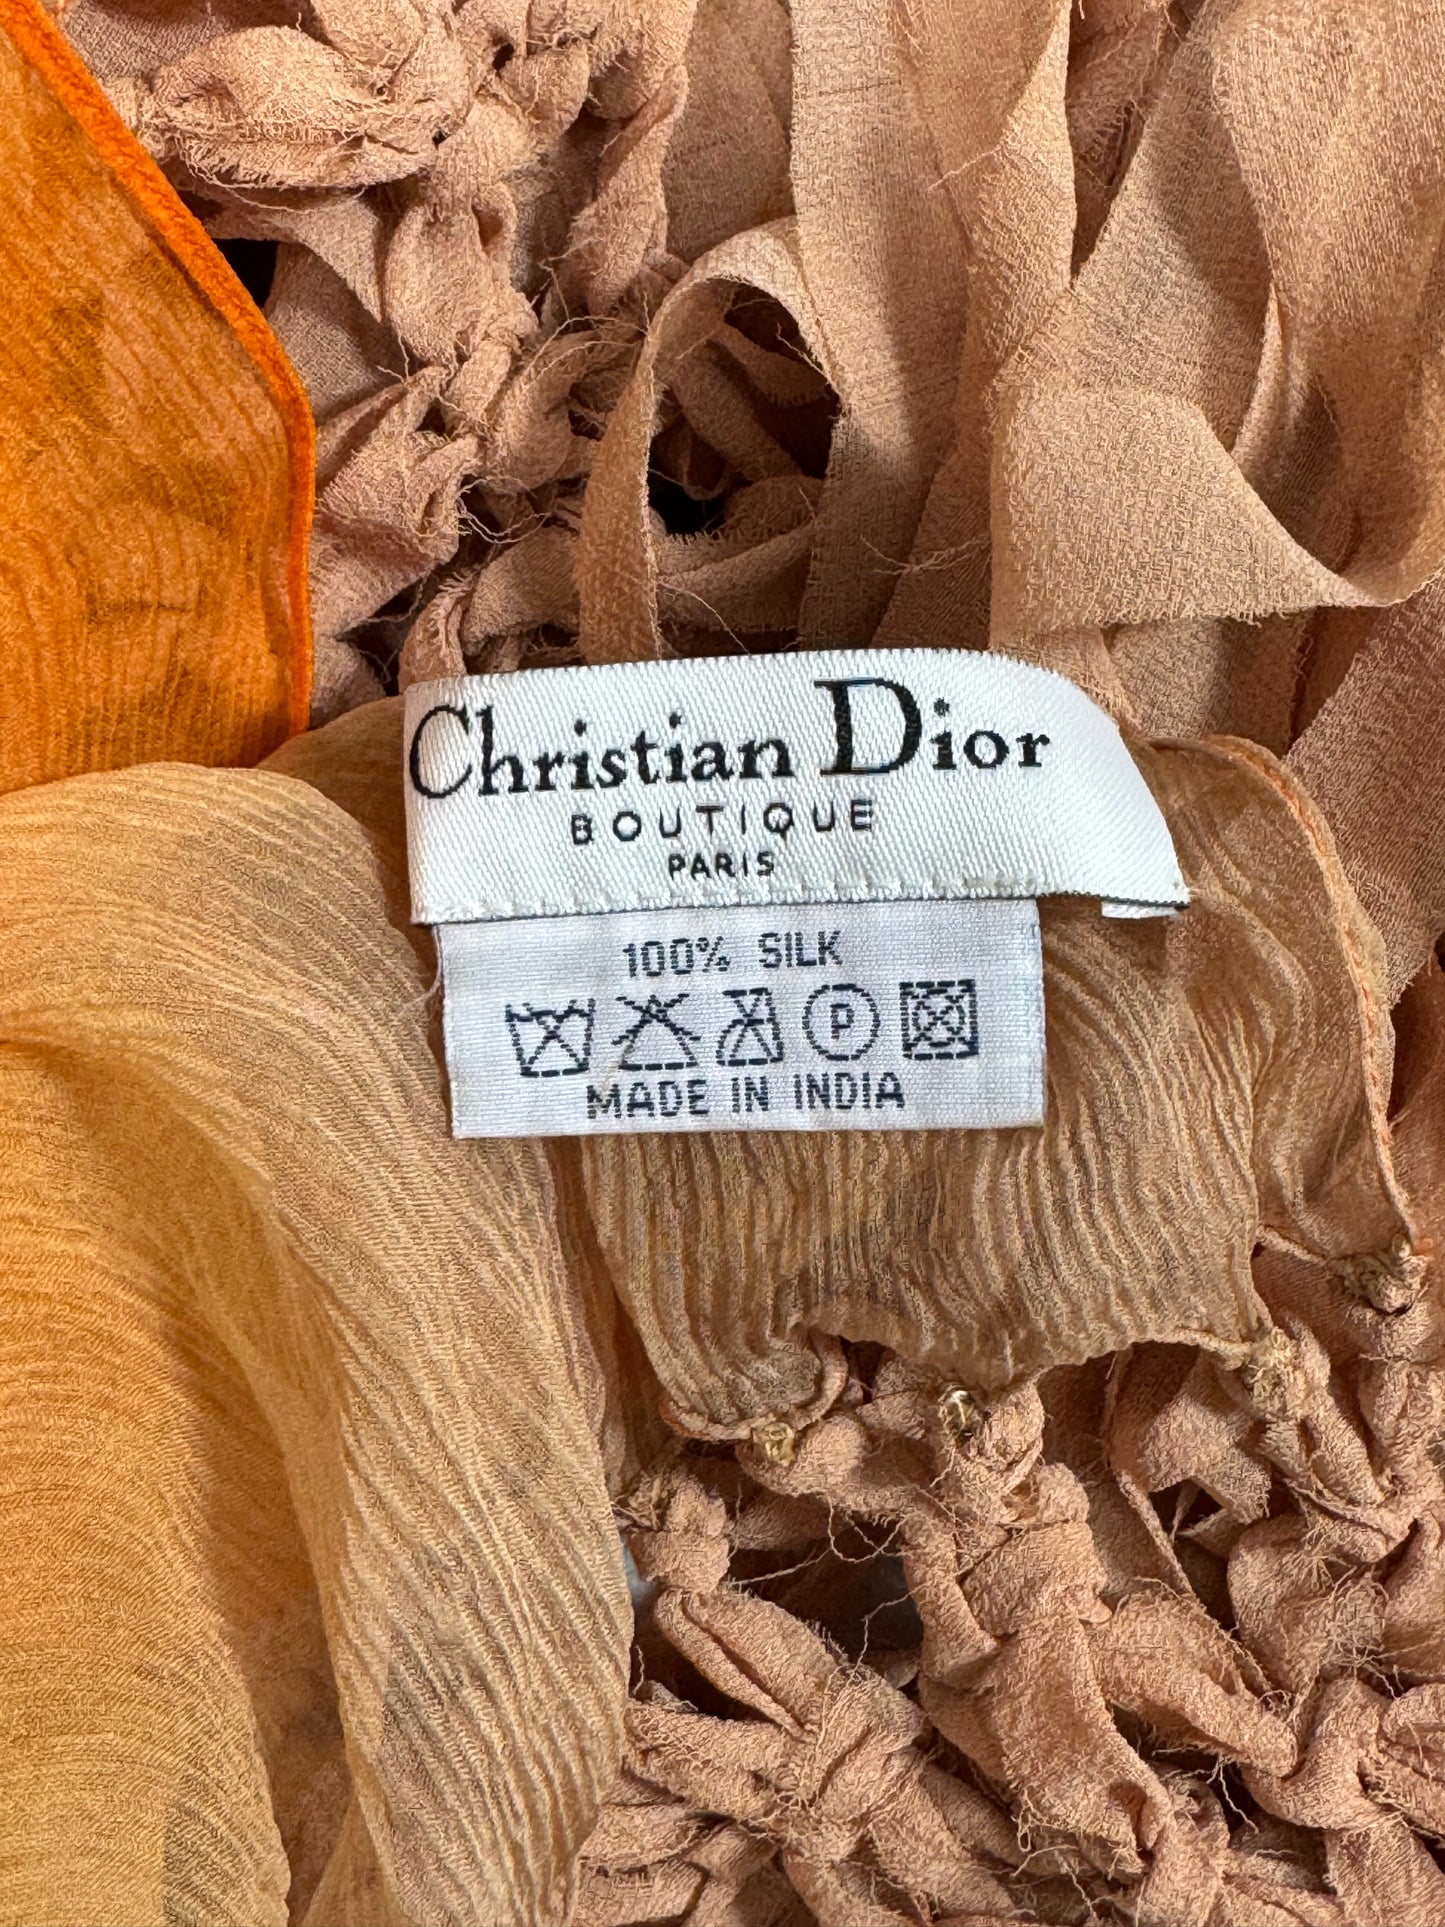 Christian Dior
BOUTIQUE
PARIS
100% SILK
P
MADE IN INDIA